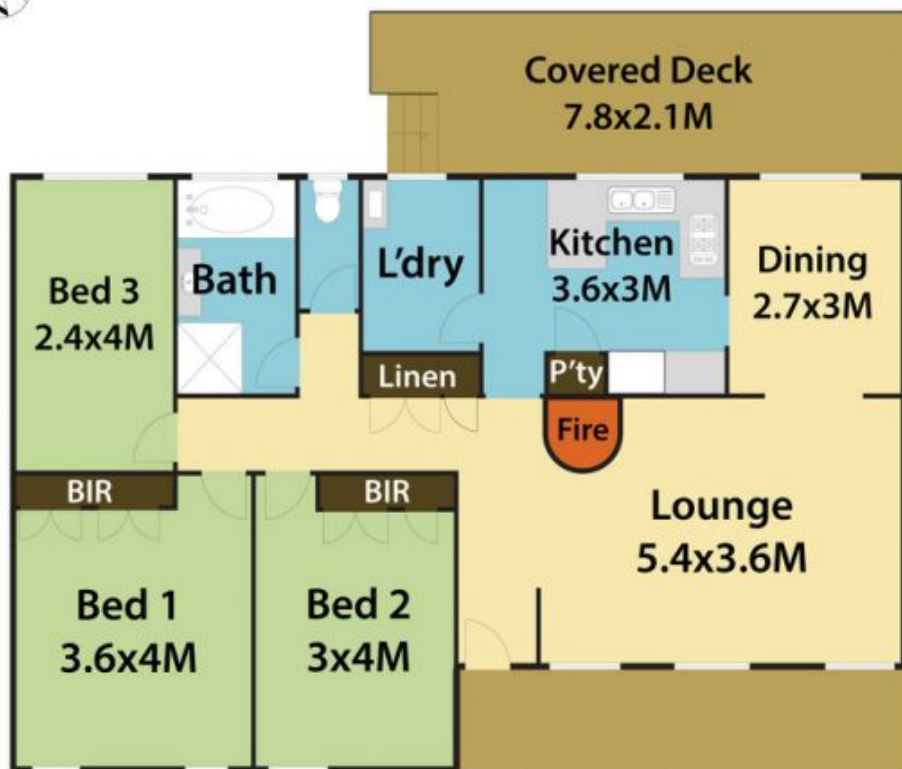 Covered Deck
7.8x2.1M
Bed 3
2.4x4M
Bath
L'dry
Kitchen
3.6x3M
Dining
2.7x3M
Linen
P'ty
Fire
BIR
BIR
Lounge
5.4x3.6M
Bed 1
3.6x4M
Bed 2
3x4M